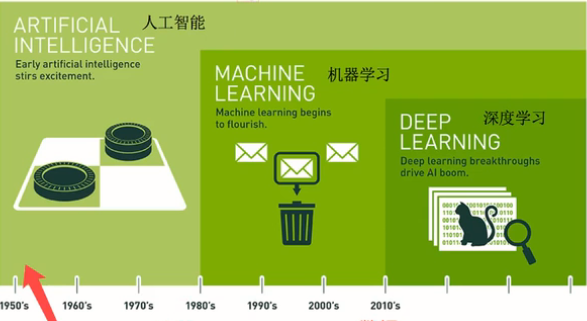 ARTIFICIAL
INTELLIGENCE
人工智能
Early artificial intelligence
stirs excitement.
MACHINE
LEARNING
机器学习
Machine learning begins
to flourish.
DEEP
LEARNING
深度学习
Deep learning breakthroughs
drive AI boom.
1950's 1960's 1970's 1980's 1990's 2000's 2010's